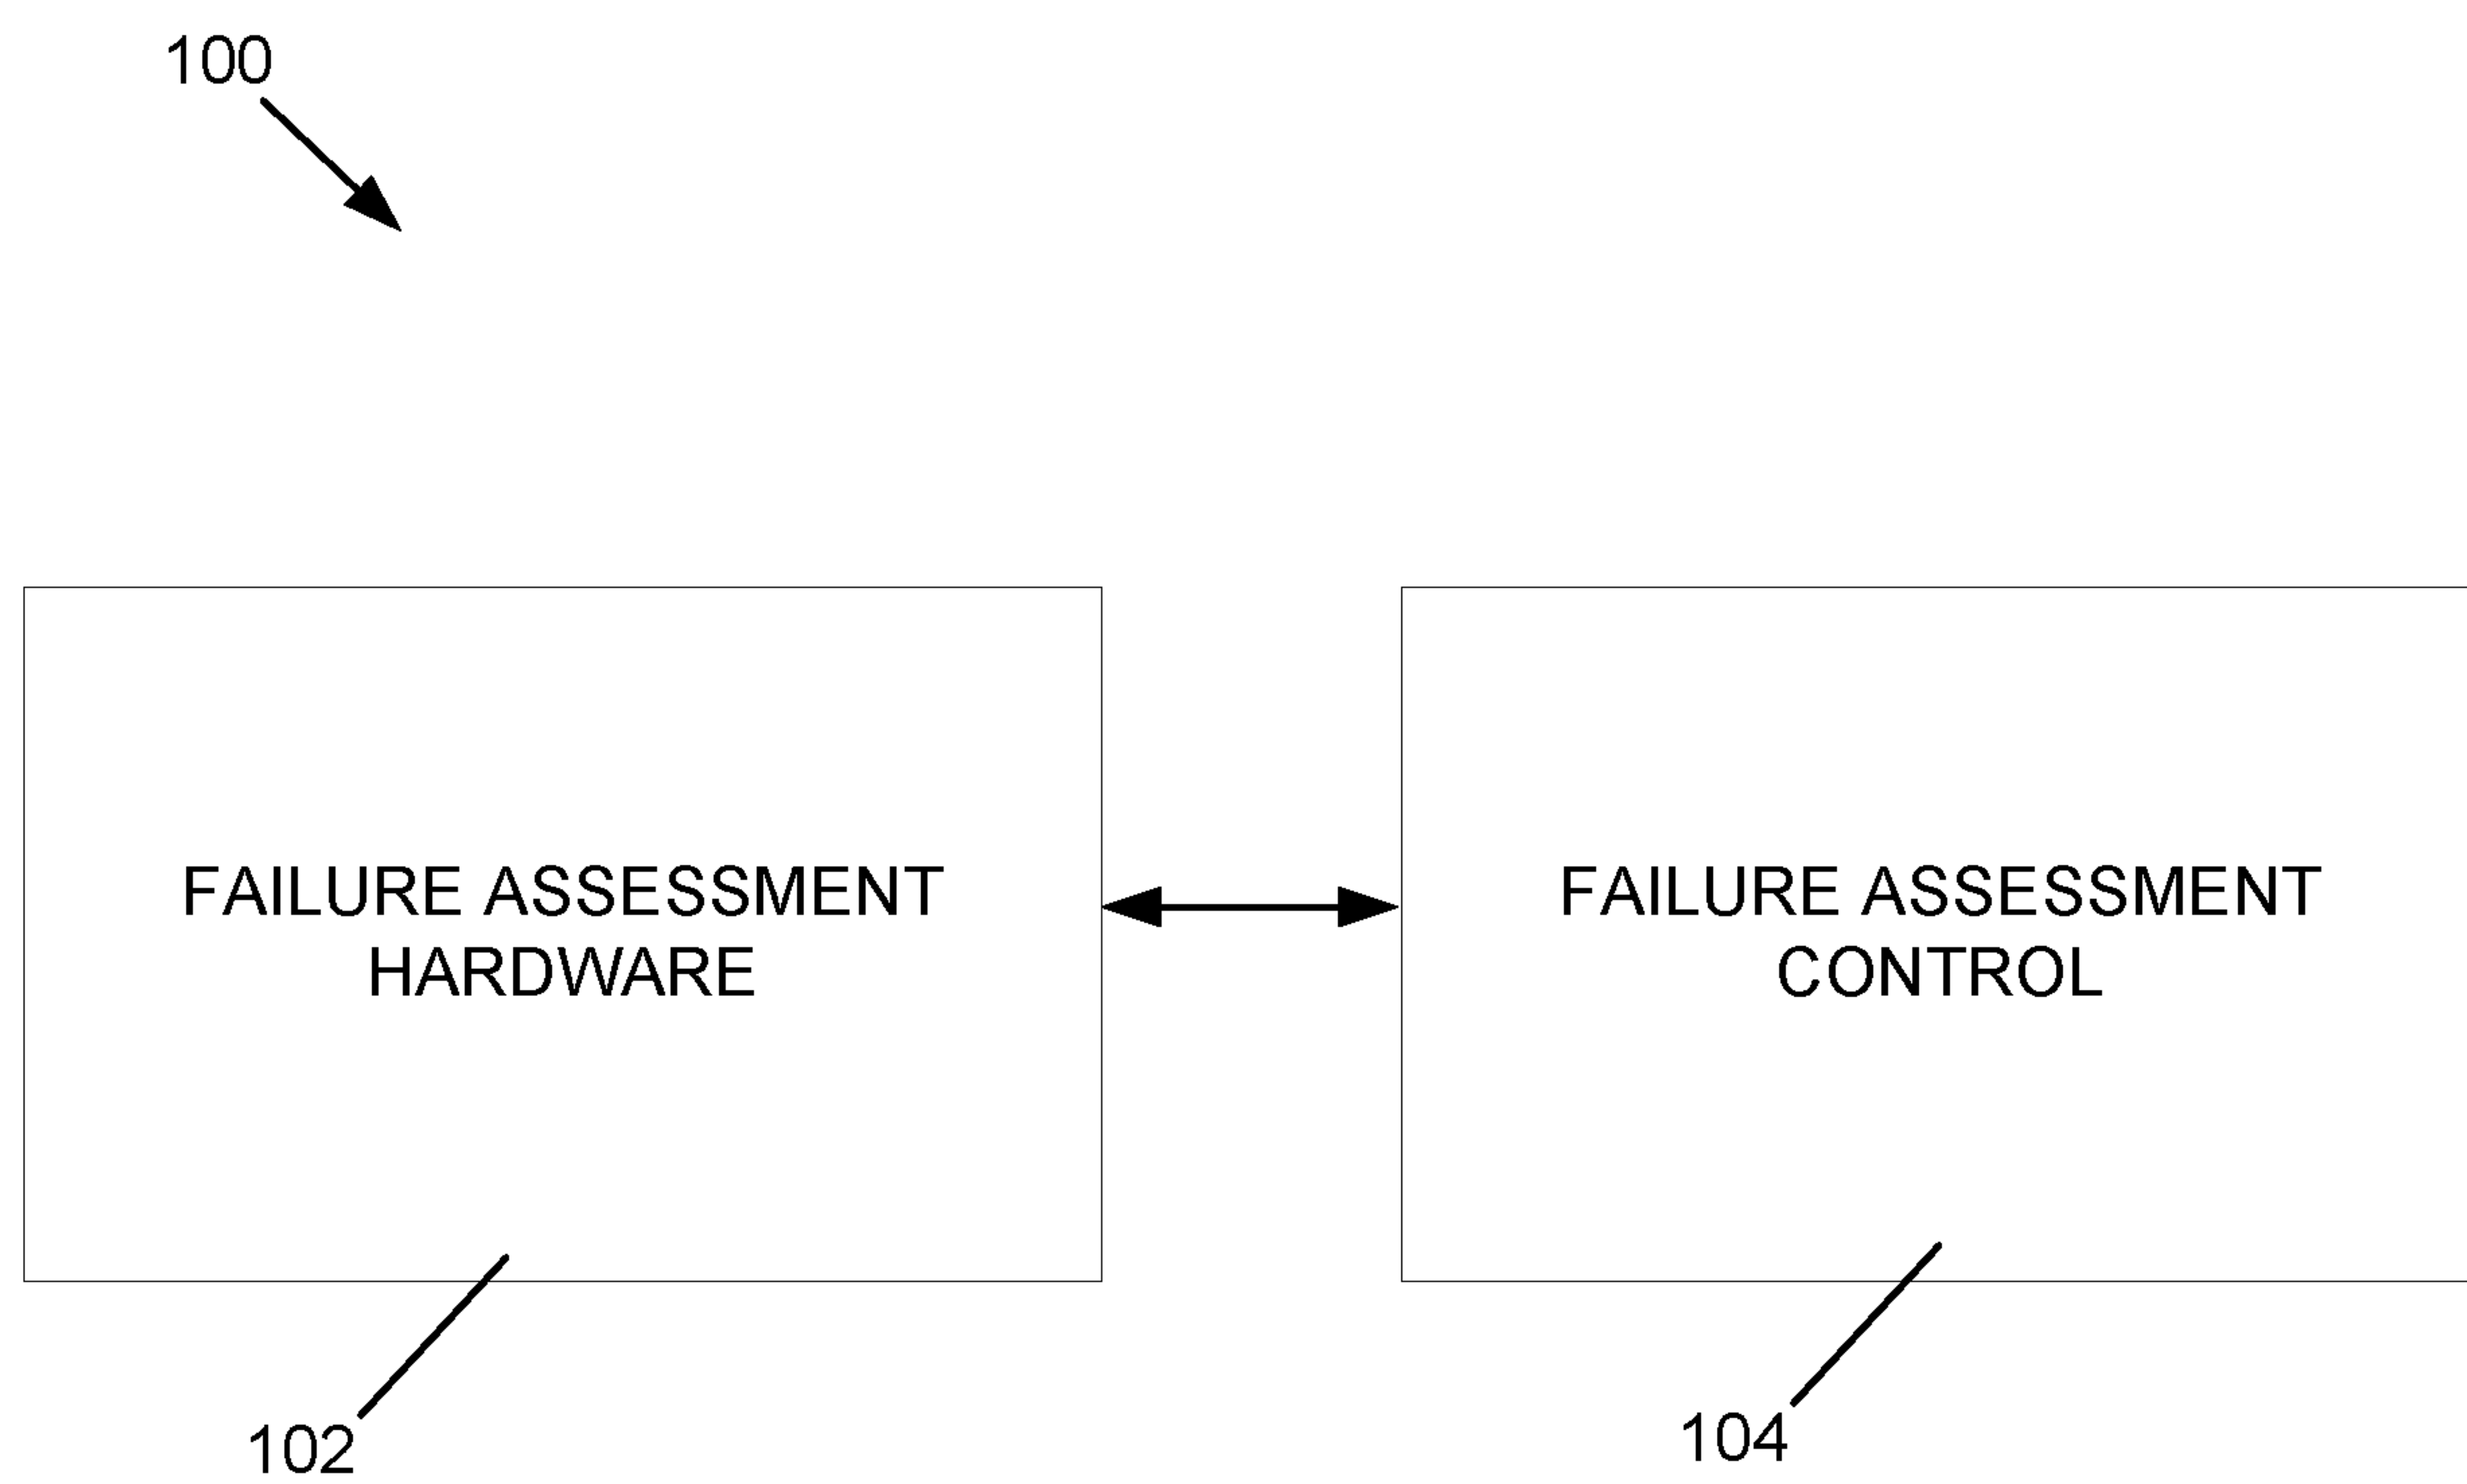 100
FAILURE ASSESSMENT
HARDWARE
FAILURE ASSESSMENT
CONTROL
102
104